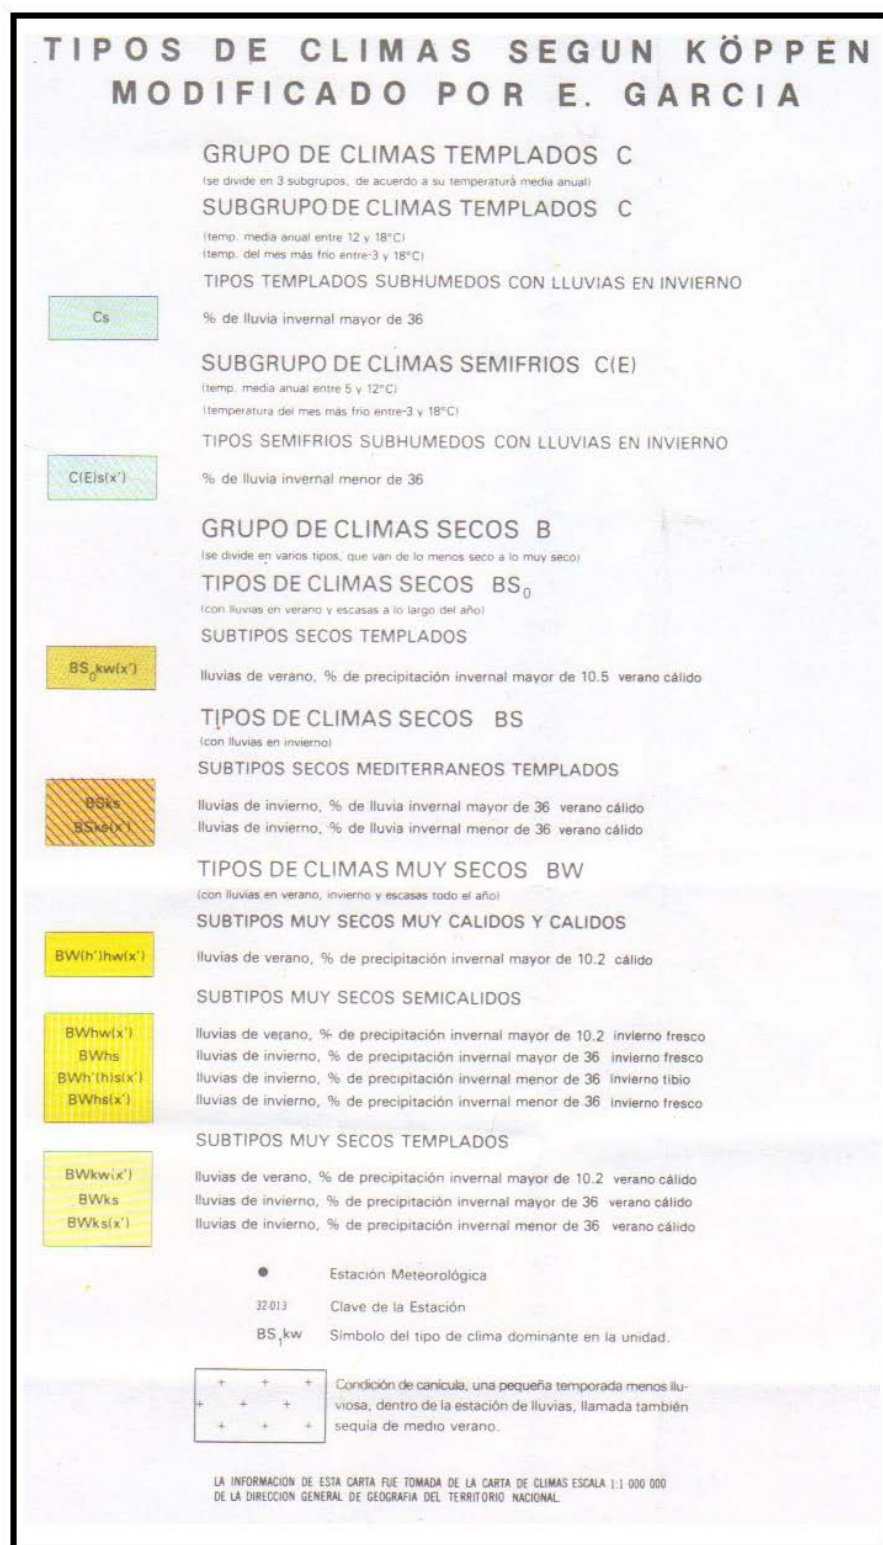 TIPOS DE CLIMAS SEGUN KÖPPEN
MODIFICADO POR E. GARCIA
GRUPO DE CLIMAS TEMPLADOS C
(se divide en 3 subgrupos, de acuerdo a su temperatura media anual)
SUBGRUPO DE CLIMAS TEMPLADOS C
(temp. media anual entre 12 y 18°C)
(temp. del mes más frío entre-3 y 18°C)
TIPOS TEMPLADOS SUBHUMEDOS CON LLUVIAS EN INVIERNO
Cs % de lluvia invernal mayor de 36
SUBGRUPO DE CLIMAS SEMIFRIOS C(E)
(temp. media anual entre 5 y 12°C)
(temperatura del mes más frío entre-3 y 18°C)
TIPOS SEMIFRIOS SUBHUMEDOS CON LLUVIAS EN INVIERNO
C(E)s(x') % de lluvia invernal menor de 36
GRUPO DE CLIMAS SECOS B
(se divide en varios tipos, que van de lo menos seco a lo muy seco)
TIPOS DE CLIMAS SECOS BS₀
(con lluvias en verano y escasas a lo largo del año)
SUBTIPOS SECOS TEMPLADOS
BS₀kw(x') lluvias de verano, % de precipitación invernal mayor de 10.5 verano cálido
TIPOS DE CLIMAS SECOS BS
(con lluvias en invierno)
SUBTIPOS SECOS MEDITERRANEOS TEMPLADOS
BSks lluvias de invierno, % de lluvia invernal mayor de 36 verano cálido
BSks(x') lluvias de invierno, % de lluvia invernal menor de 36 verano cálido
TIPOS DE CLIMAS MUY SECOS BW
(con lluvias en verano, invierno y escasas todo el año)
SUBTIPOS MUY SECOS MUY CALIDOS Y CALIDOS
BW(h')hw(x') lluvias de verano, % de precipitación invernal mayor de 10.2 cálido
SUBTIPOS MUY SECOS SEMICALIDOS
BWhw(x') lluvias de verano, % de precipitación invernal mayor de 10.2 invierno fresco
BWhs lluvias de invierno, % de precipitación invernal mayor de 36 invierno fresco
BWh'(h)s(x') lluvias de invierno, % de precipitación invernal menor de 36 invierno tibio
BWhs(x') lluvias de invierno, % de precipitación invernal menor de 36 invierno fresco
SUBTIPOS MUY SECOS TEMPLADOS
BWkw(x') lluvias de verano, % de precipitación invernal mayor de 10.2 verano cálido
BWks lluvias de invierno, % de precipitación invernal mayor de 36 verano cálido
BWks(x') lluvias de invierno, % de precipitación invernal menor de 36 verano cálido
Estación Meteorológica
32-013 Clave de la Estación
BS₁kw Símbolo del tipo de clima dominante en la unidad.
Condición de canícula, una pequeña temporada menos llu-
viosa, dentro de la estación de lluvias, llamada también
sequía de medio verano.
LA INFORMACION DE ESTA CARTA FUE TOMADA DE LA CARTA DE CLIMAS ESCALA 1:1 000 000
DE LA DIRECCION GENERAL DE GEOGRAFIA DEL TERRITORIO NACIONAL.